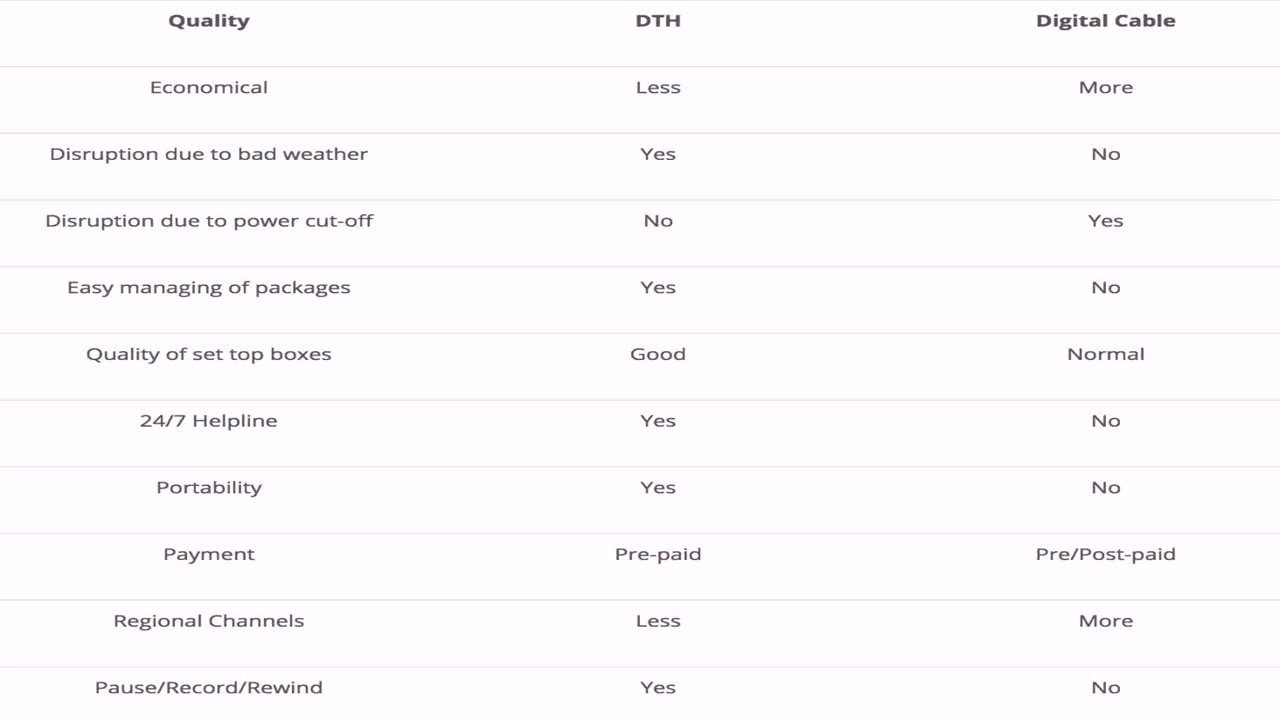 Quality DTH Digital Cable
Economical Less More
Disruption due to bad weather Yes No
Disruption due to power cut-off No Yes
Easy managing of packages Yes No
Quality of set top boxes Good Normal
24/7 Helpline Yes No
Portability Yes No
Payment Pre-paid Pre/Post-paid
Regional Channels Less More
Pause/Record/Rewind Yes No